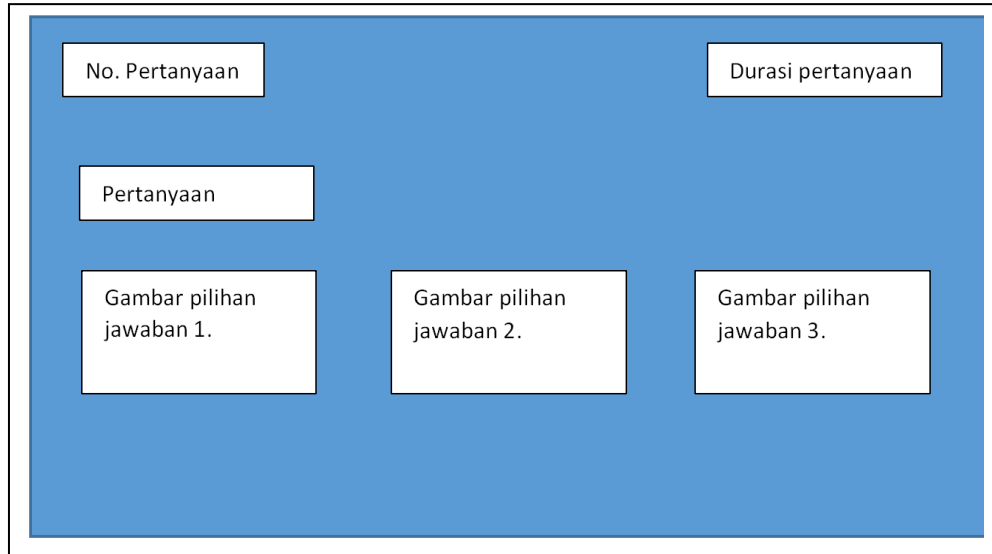 No. Pertanyaan
Durasi pertanyaan
Pertanyaan
Gambar pilihan
jawaban 1.
Gambar pilihan
jawaban 2.
Gambar pilihan
jawaban 3.